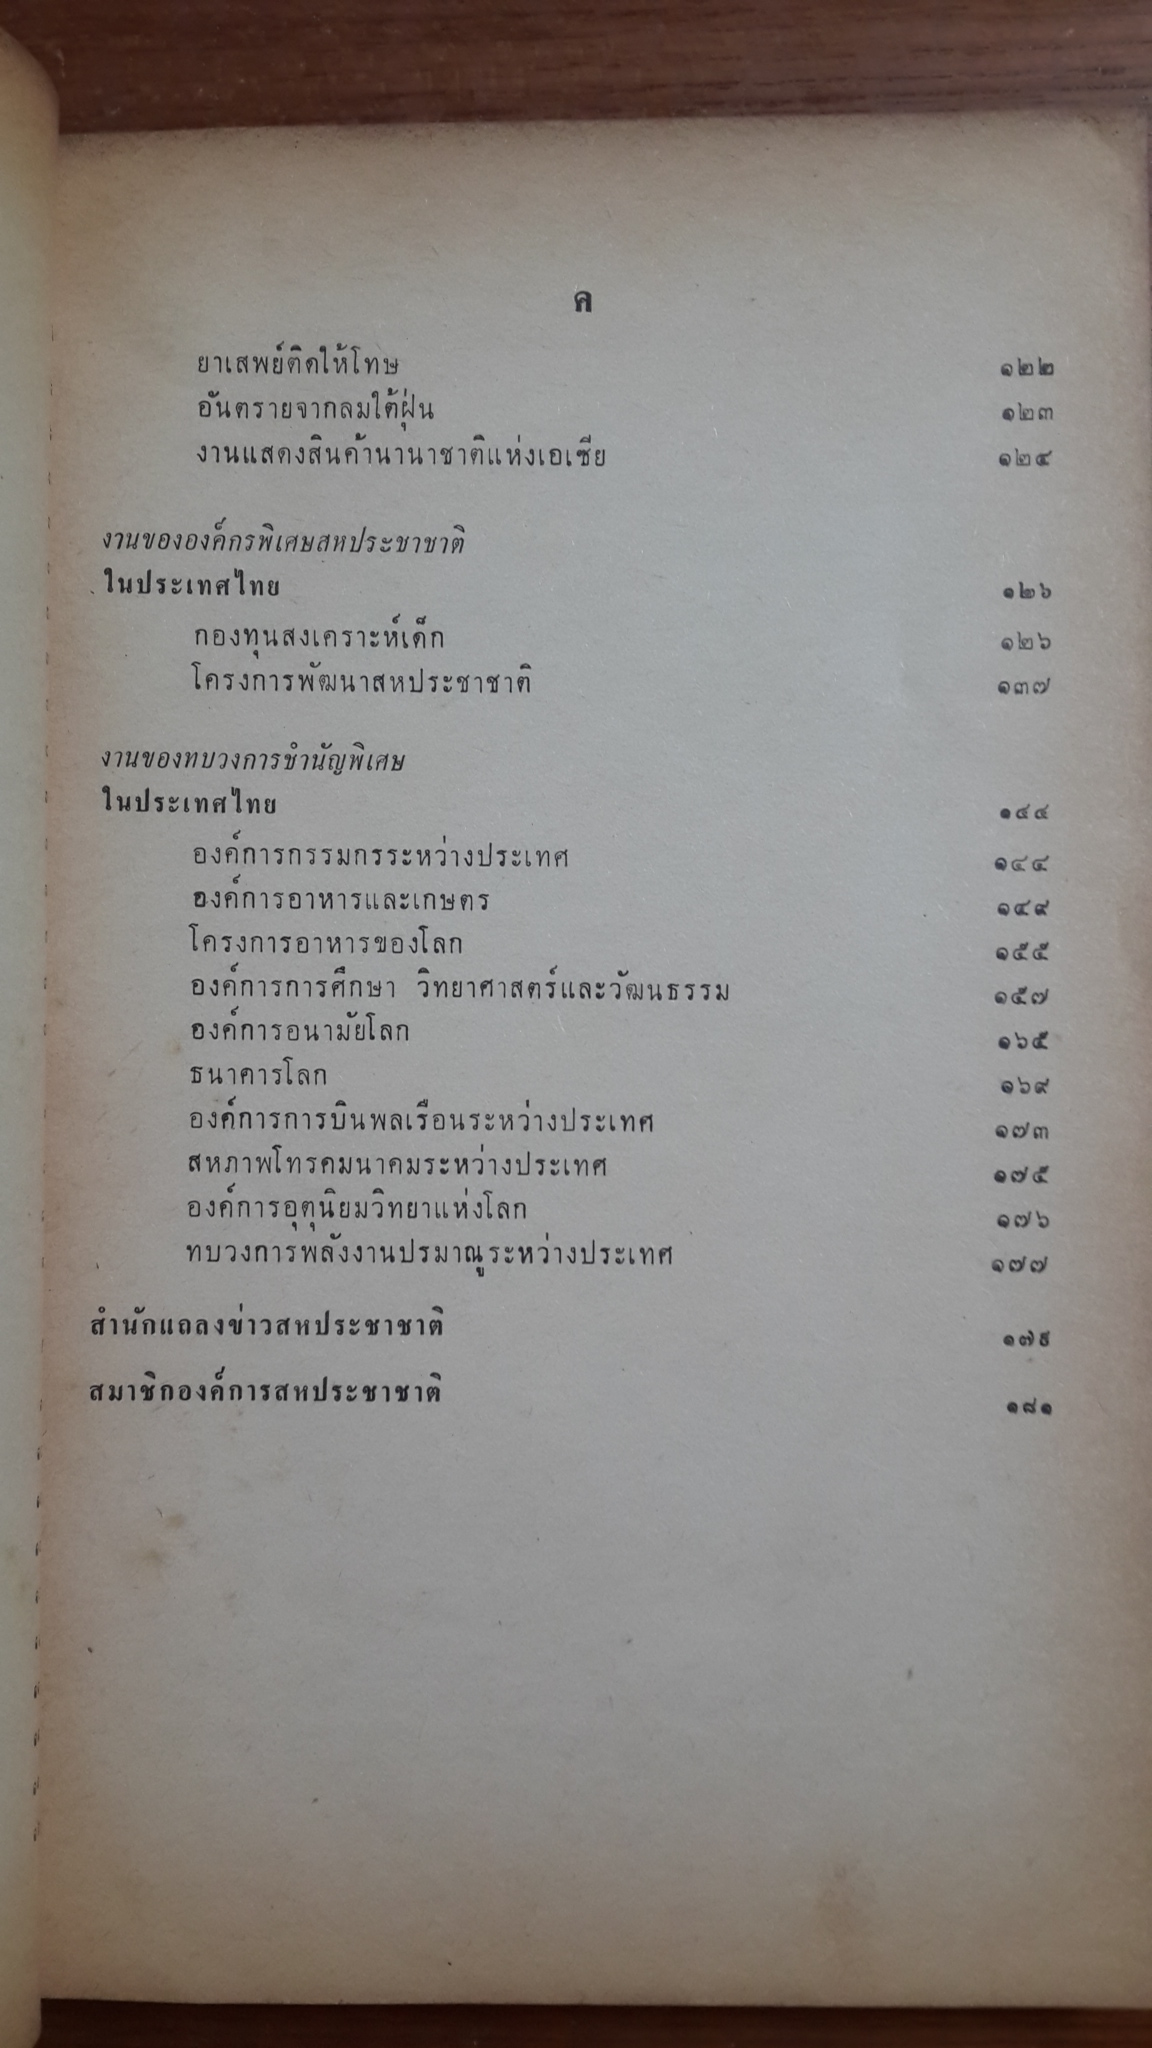 ค
ยาเสพย์ติดให้โทษ ๑๒๒
อันตรายจากลมใต้ฝุ่น ๑๒๓
งานแสดงสินค้านานาชาติแห่งเอเซีย ๑๒๔
งานขององค์กรพิเศษสหประชาชาติ
ในประเทศไทย ๑๒๖
กองทุนสงเคราะห์เด็ก ๑๒๖
โครงการพัฒนาสหประชาชาติ ๑๓๗
งานของทบวงการชำนัญพิเศษ
ในประเทศไทย ๑๔๔
องค์การกรรมกรระหว่างประเทศ ๑๔๔
องค์การอาหารและเกษตร ๑๔๙
โครงการอาหารของโลก ๑๕๕
องค์การการศึกษา วิทยาศาสตร์และวัฒนธรรม ๑๕๗
องค์การอนามัยโลก ๑๖๕
ธนาคารโลก ๑๖๙
องค์การการบินพลเรือนระหว่างประเทศ ๑๗๓
สหภาพโทรคมนาคมระหว่างประเทศ ๑๗๕
องค์การอุตุนิยมวิทยาแห่งโลก ๑๗๖
ทบวงการพลังงานปรมาณูระหว่างประเทศ ๑๗๗
สำนักแถลงข่าวสหประชาชาติ ๑๗๙
สมาชิกองค์การสหประชาชาติ ๑๘๑